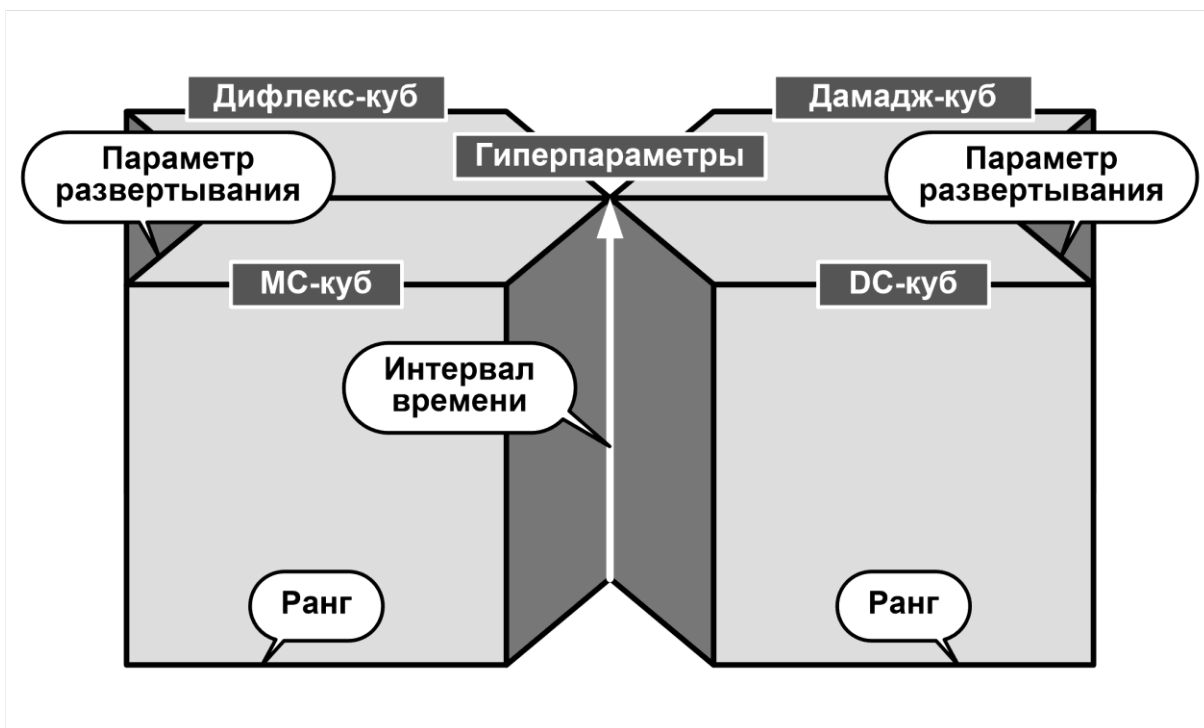 Дифлекс-куб
Дамадж-куб
Гиперпараметры
Параметр
развертывания
Параметр
развертывания
МС-куб
DC-куб
Интервал
времени
Ранг
Ранг